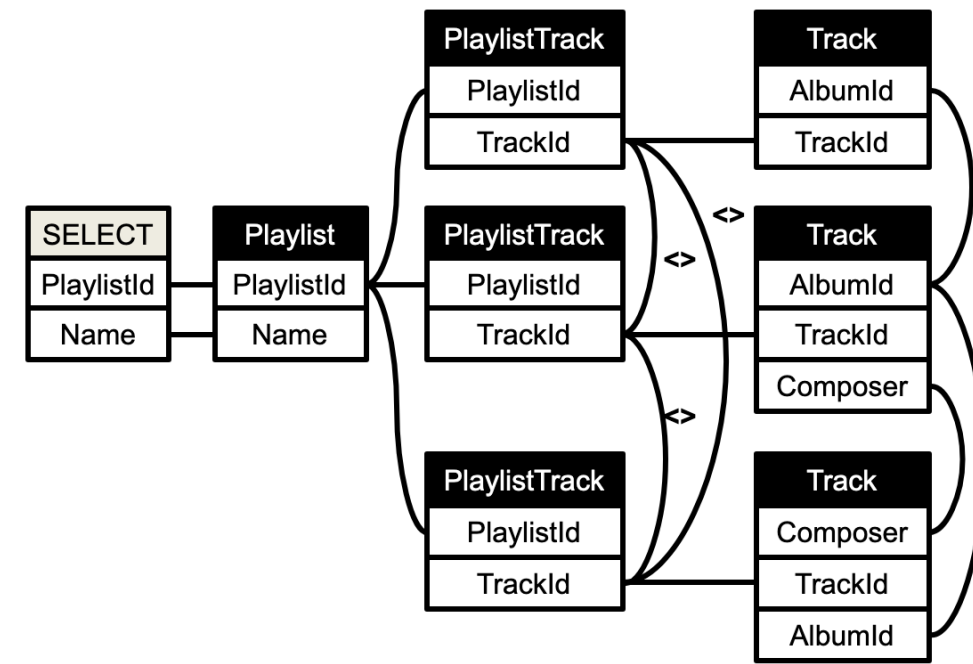 SELECT
PlaylistId
Name
Playlist
PlaylistId
Name
PlaylistTrack
PlaylistId
TrackId
PlaylistTrack
PlaylistId
TrackId
PlaylistTrack
PlaylistId
TrackId
<>
<>
<>
Track
AlbumId
TrackId
Track
AlbumId
TrackId
Composer
Track
Composer
TrackId
AlbumId